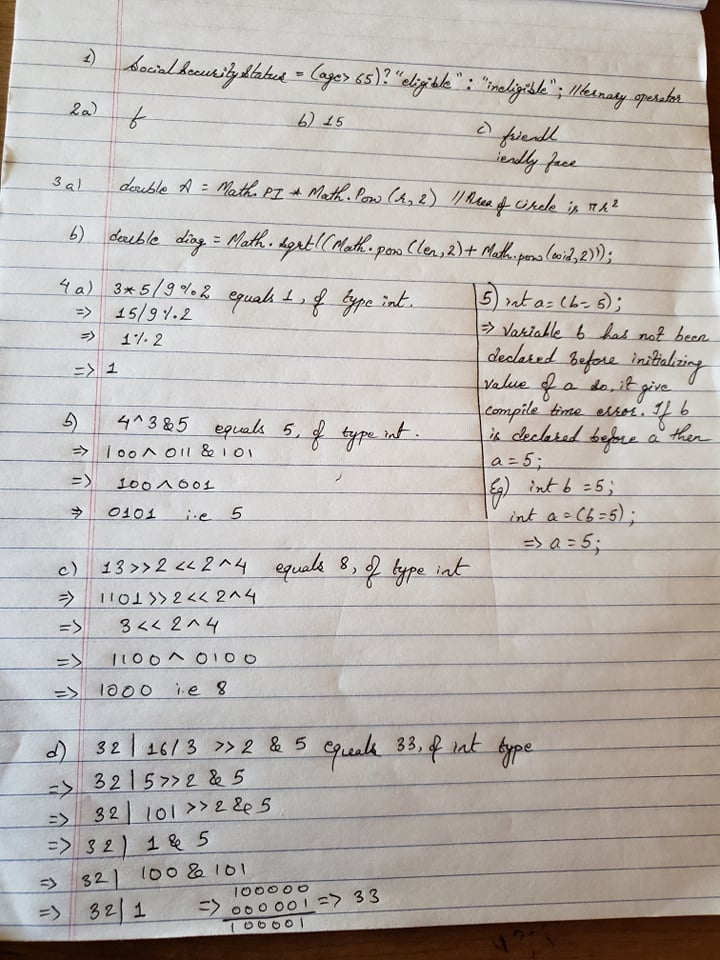 1) Social Security Status = (age > 65) ? "eligible" : "ineligible"; //ternary operator
2a) f b) 15 c) friendl
iendly face
3a) double A = Math.PI * Math.Pow (r, 2) //Area of circle is πr²
b) double diag = Math.sqrt((Math.pow (len, 2) + Math.pow (wid, 2)));
4a) 3*5/9%2 equals 1, of type int.
=> 15/9%2
=> 1%2
=> 1
b) 4^3&5 equals 5, of type int.
=> 100^011&101
=> 100^001
=> 0101 i.e 5
5) int a = (b = 5);
=> Variable b has not been
declared before initializing
value of a so, it give
compile time error. If b
is declared before a then
a = 5;
Eg) int b = 5;
int a = (b = 5);
=> a = 5;
c) 13>>2<<2^4 equals 8, of type int
=> 1101>>2<<2^4
=> 3<<2^4
=> 1100^0100
=> 1000 i.e 8
d) 32 | 16/3 >>2 & 5 equals 33, of int type
=> 32 | 5>>2 & 5
=> 32 | 101 >>2 & 5
=> 32 | 1 & 5
=> 32 | 100 & 101
=> 32 | 1 => 100000
000001 => 33
100001